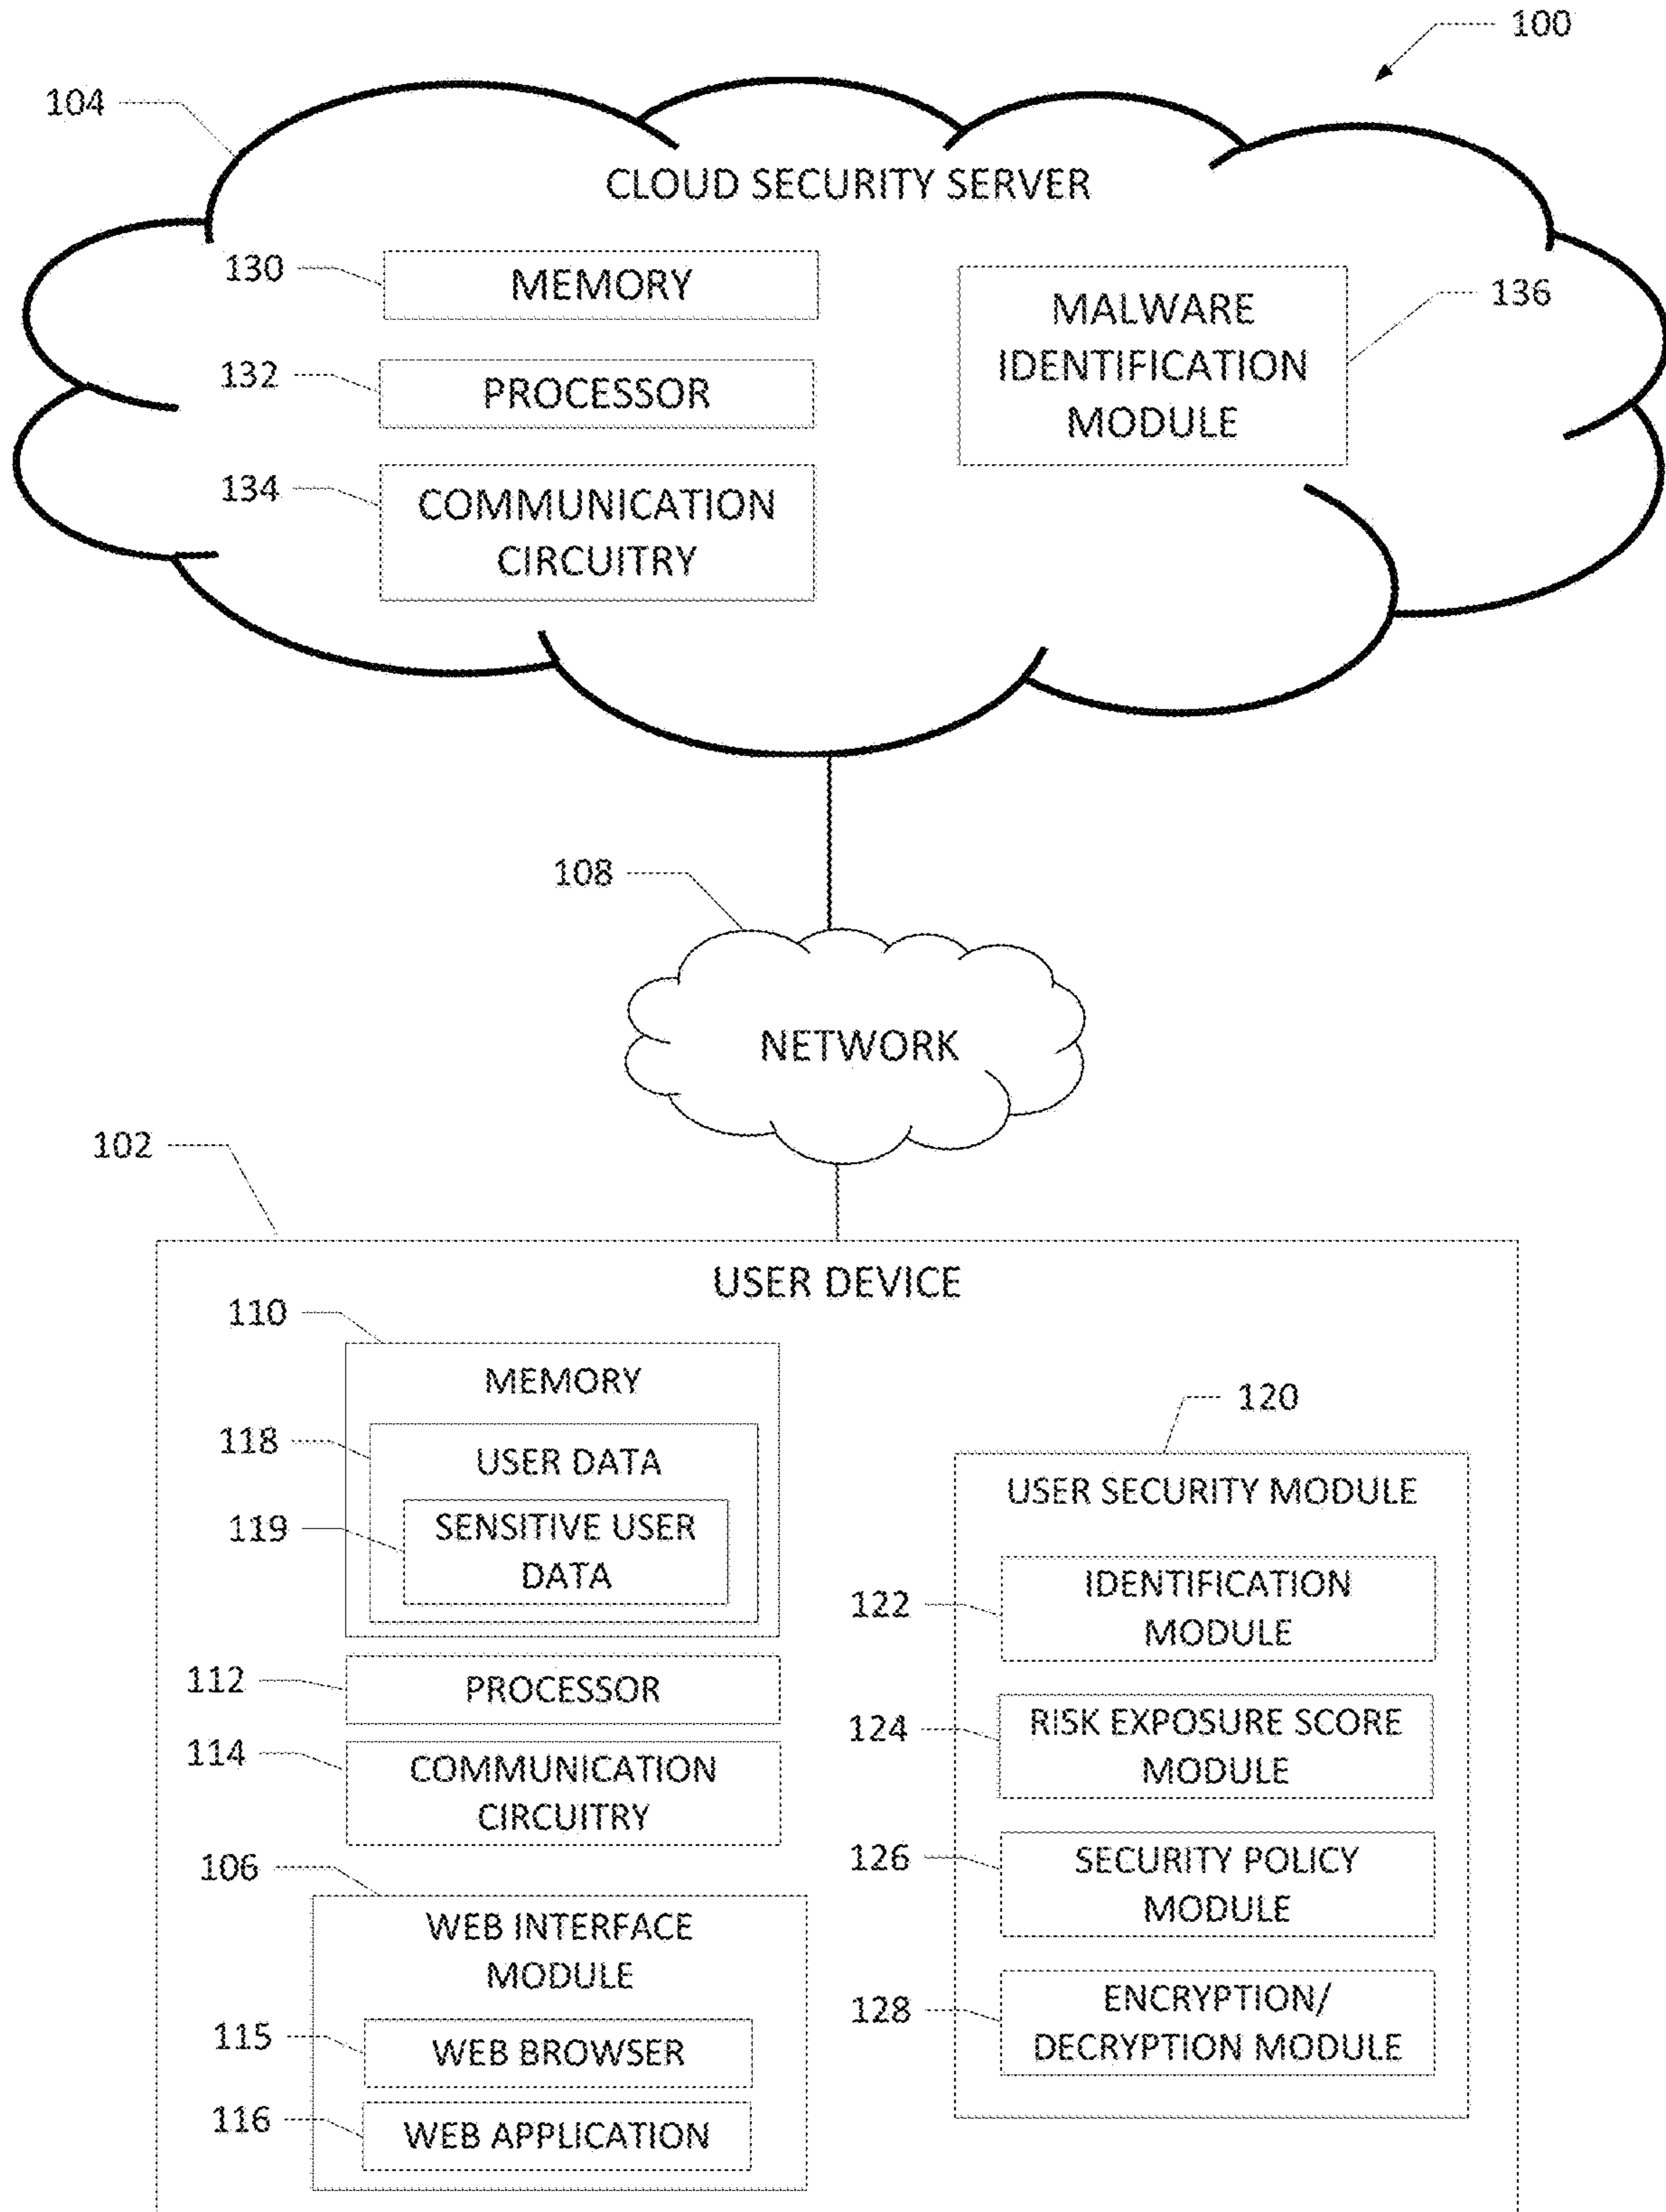 100
104
CLOUD SECURITY SERVER
130
MEMORY
136
MALWARE
IDENTIFICATION
MODULE
132
PROCESSOR
134
COMMUNICATION
CIRCUITRY
108
NETWORK
102
USER DEVICE
110
MEMORY
118
USER DATA
119
SENSITIVE USER
DATA
112
PROCESSOR
114
COMMUNICATION
CIRCUITRY
106
WEB INTERFACE
MODULE
115
WEB BROWSER
116
WEB APPLICATION
120
USER SECURITY MODULE
122
IDENTIFICATION
MODULE
124
RISK EXPOSURE SCORE
MODULE
126
SECURITY POLICY
MODULE
128
ENCRYPTION/
DECRYPTION MODULE